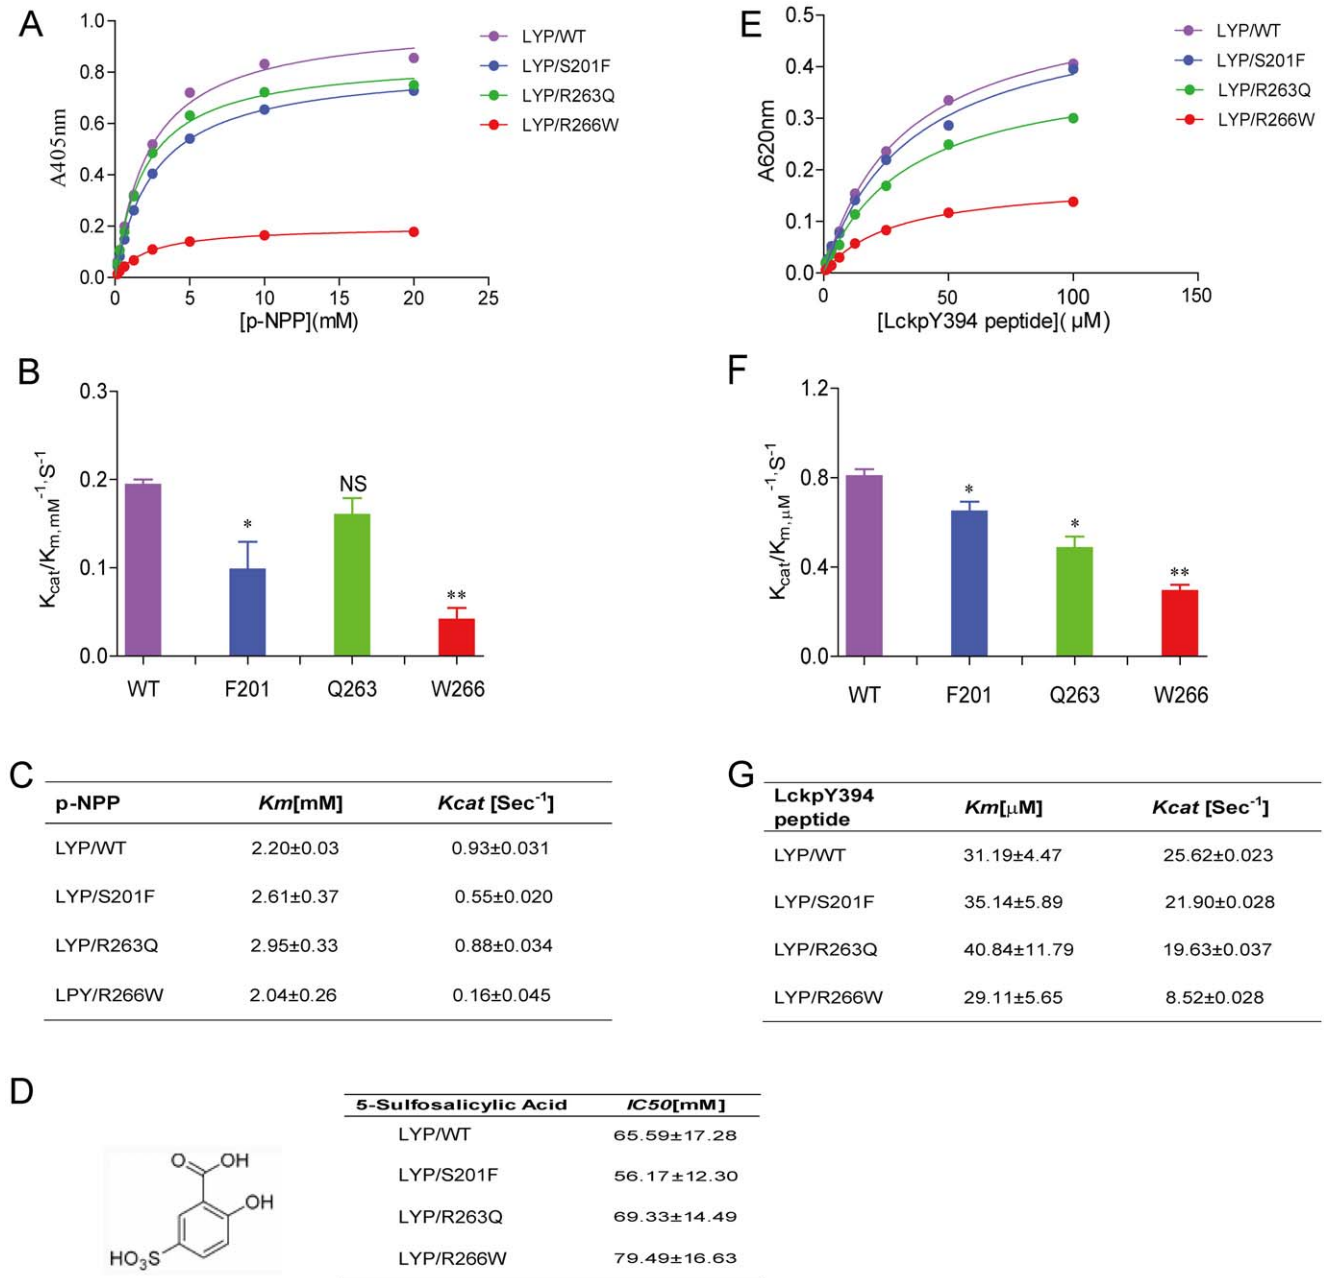 A
1.0
0.8
0.6
0.4
0.2
0.0
A405nm
0 5 10 15 20 25
[p-NPP](mM)
LYP/WT
LYP/S201F
LYP/R263Q
LYP/R266W
E
0.5
0.4
0.3
0.2
0.1
0.0
A620nm
0 50 100 150
[LckpY394 peptide]( μM)
LYP/WT
LYP/S201F
LYP/R263Q
LYP/R266W
B
0.3
0.2
0.1
0.0
Kcat/Km,mM⁻¹·S⁻¹
*
NS
**
WT F201 Q263 W266
F
1.2
0.8
0.4
0.0
Kcat/Km,μM⁻¹·S⁻¹
*
*
**
WT F201 Q263 W266
C
p-NPP Km[mM] Kcat [Sec⁻¹]
LYP/WT 2.20±0.03 0.93±0.031
LYP/S201F 2.61±0.37 0.55±0.020
LYP/R263Q 2.95±0.33 0.88±0.034
LPY/R266W 2.04±0.26 0.16±0.045
G
LckpY394
peptide Km[μM] Kcat [Sec⁻¹]
LYP/WT 31.19±4.47 25.62±0.023
LYP/S201F 35.14±5.89 21.90±0.028
LYP/R263Q 40.84±11.79 19.63±0.037
LYP/R266W 29.11±5.65 8.52±0.028
D
O OH
OH
HO₃S
5-Sulfosalicylic Acid IC50[mM]
LYP/WT 65.59±17.28
LYP/S201F 56.17±12.30
LYP/R263Q 69.33±14.49
LYP/R266W 79.49±16.63